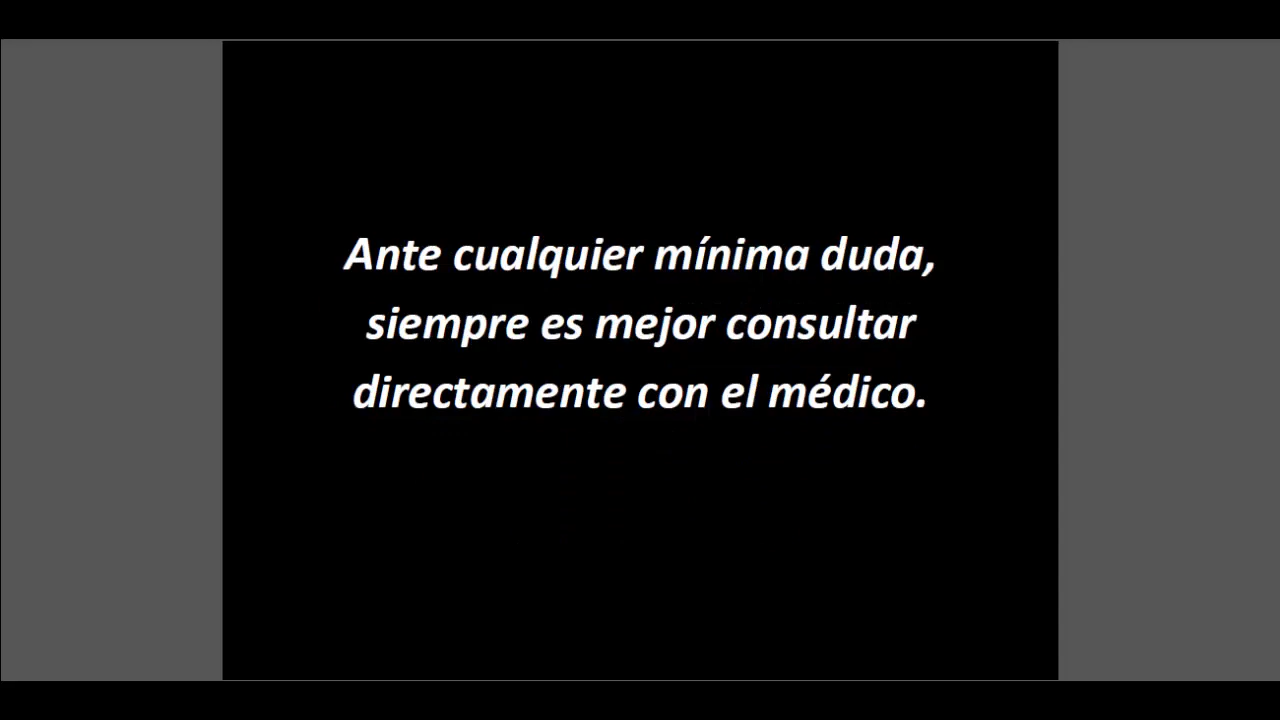 Ante cualquier mínima duda,
siempre es mejor consultar
directamente con el médico.